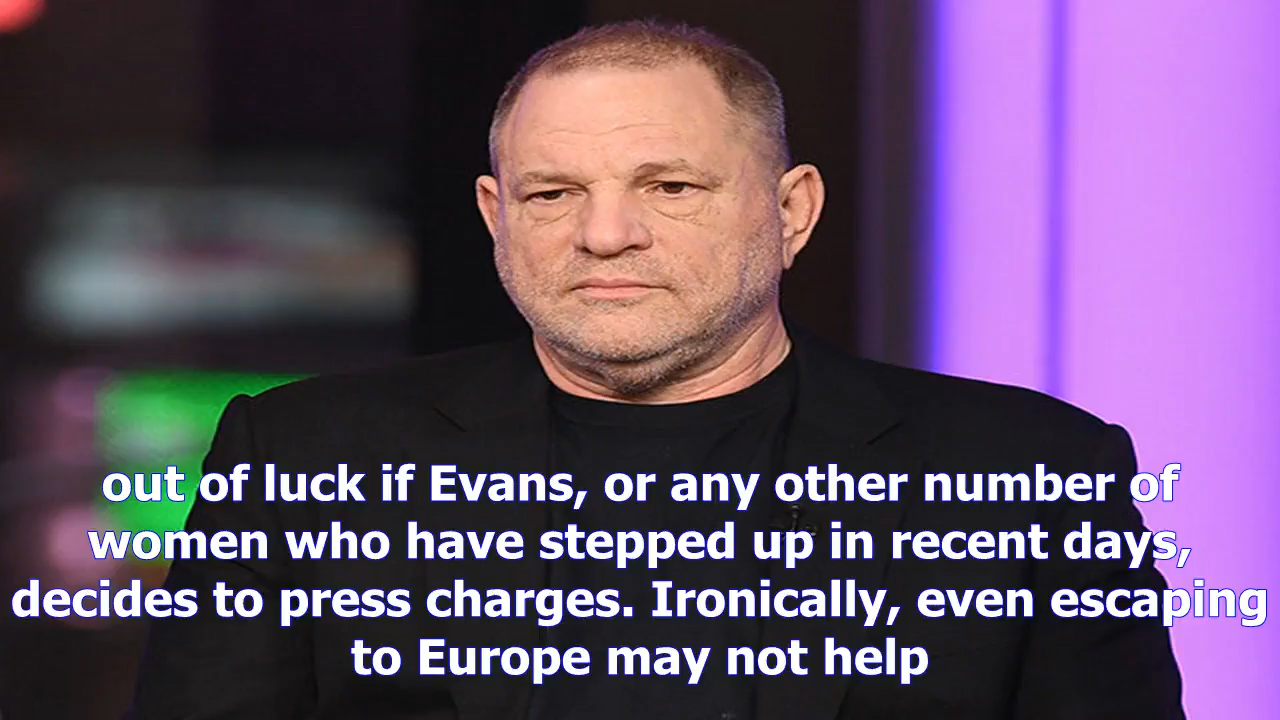 out of luck if Evans, or any other number of
women who have stepped up in recent days,
decides to press charges. Ironically, even escaping
to Europe may not help